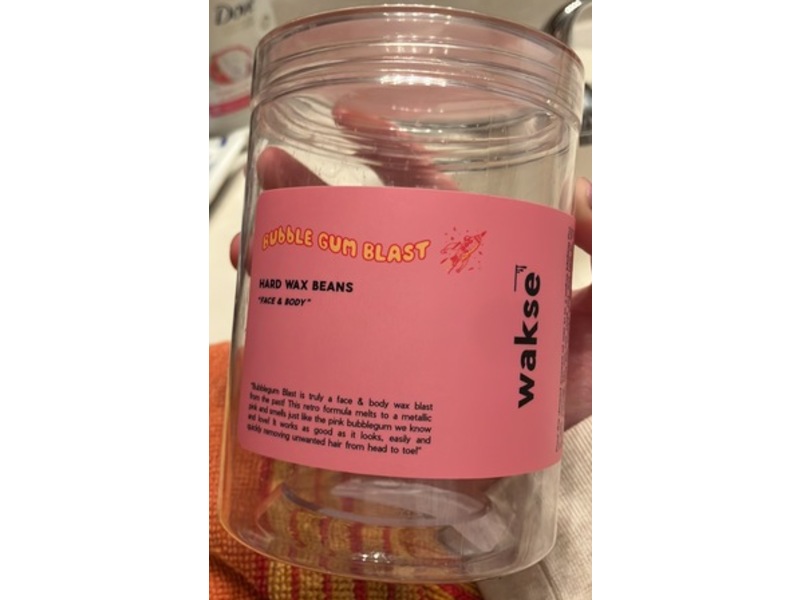 Dove
BUBBLE GUM BLAST
HARD WAX BEANS
"FACE & BODY"
wakse
"Bubblegum Blast is truly a face & body wax blast
from the past! This retro formula melts to a metallic
pink and smells just like the pink bubblegum we know
and love! It works as good as it looks, easily and
quickly removing unwanted hair from head to toe!"